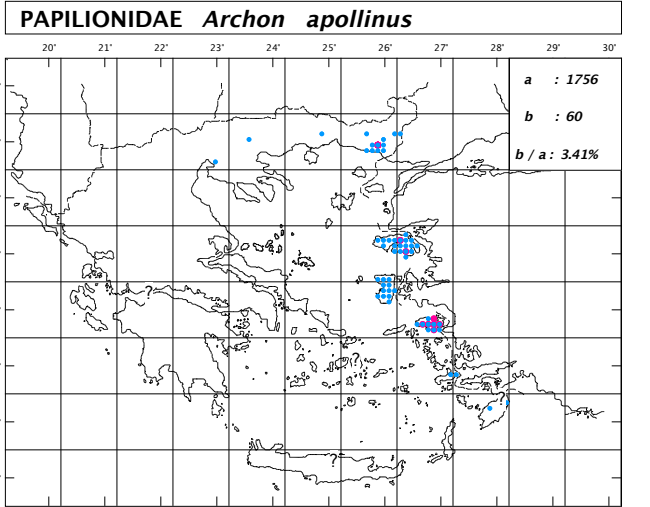 PAPILIONIDAE Archon apollinus
20' 21' 22' 23' 24' 25' 26' 27' 28' 29' 30'
a : 1756
b : 60
b / a : 3.41%
?
?
?